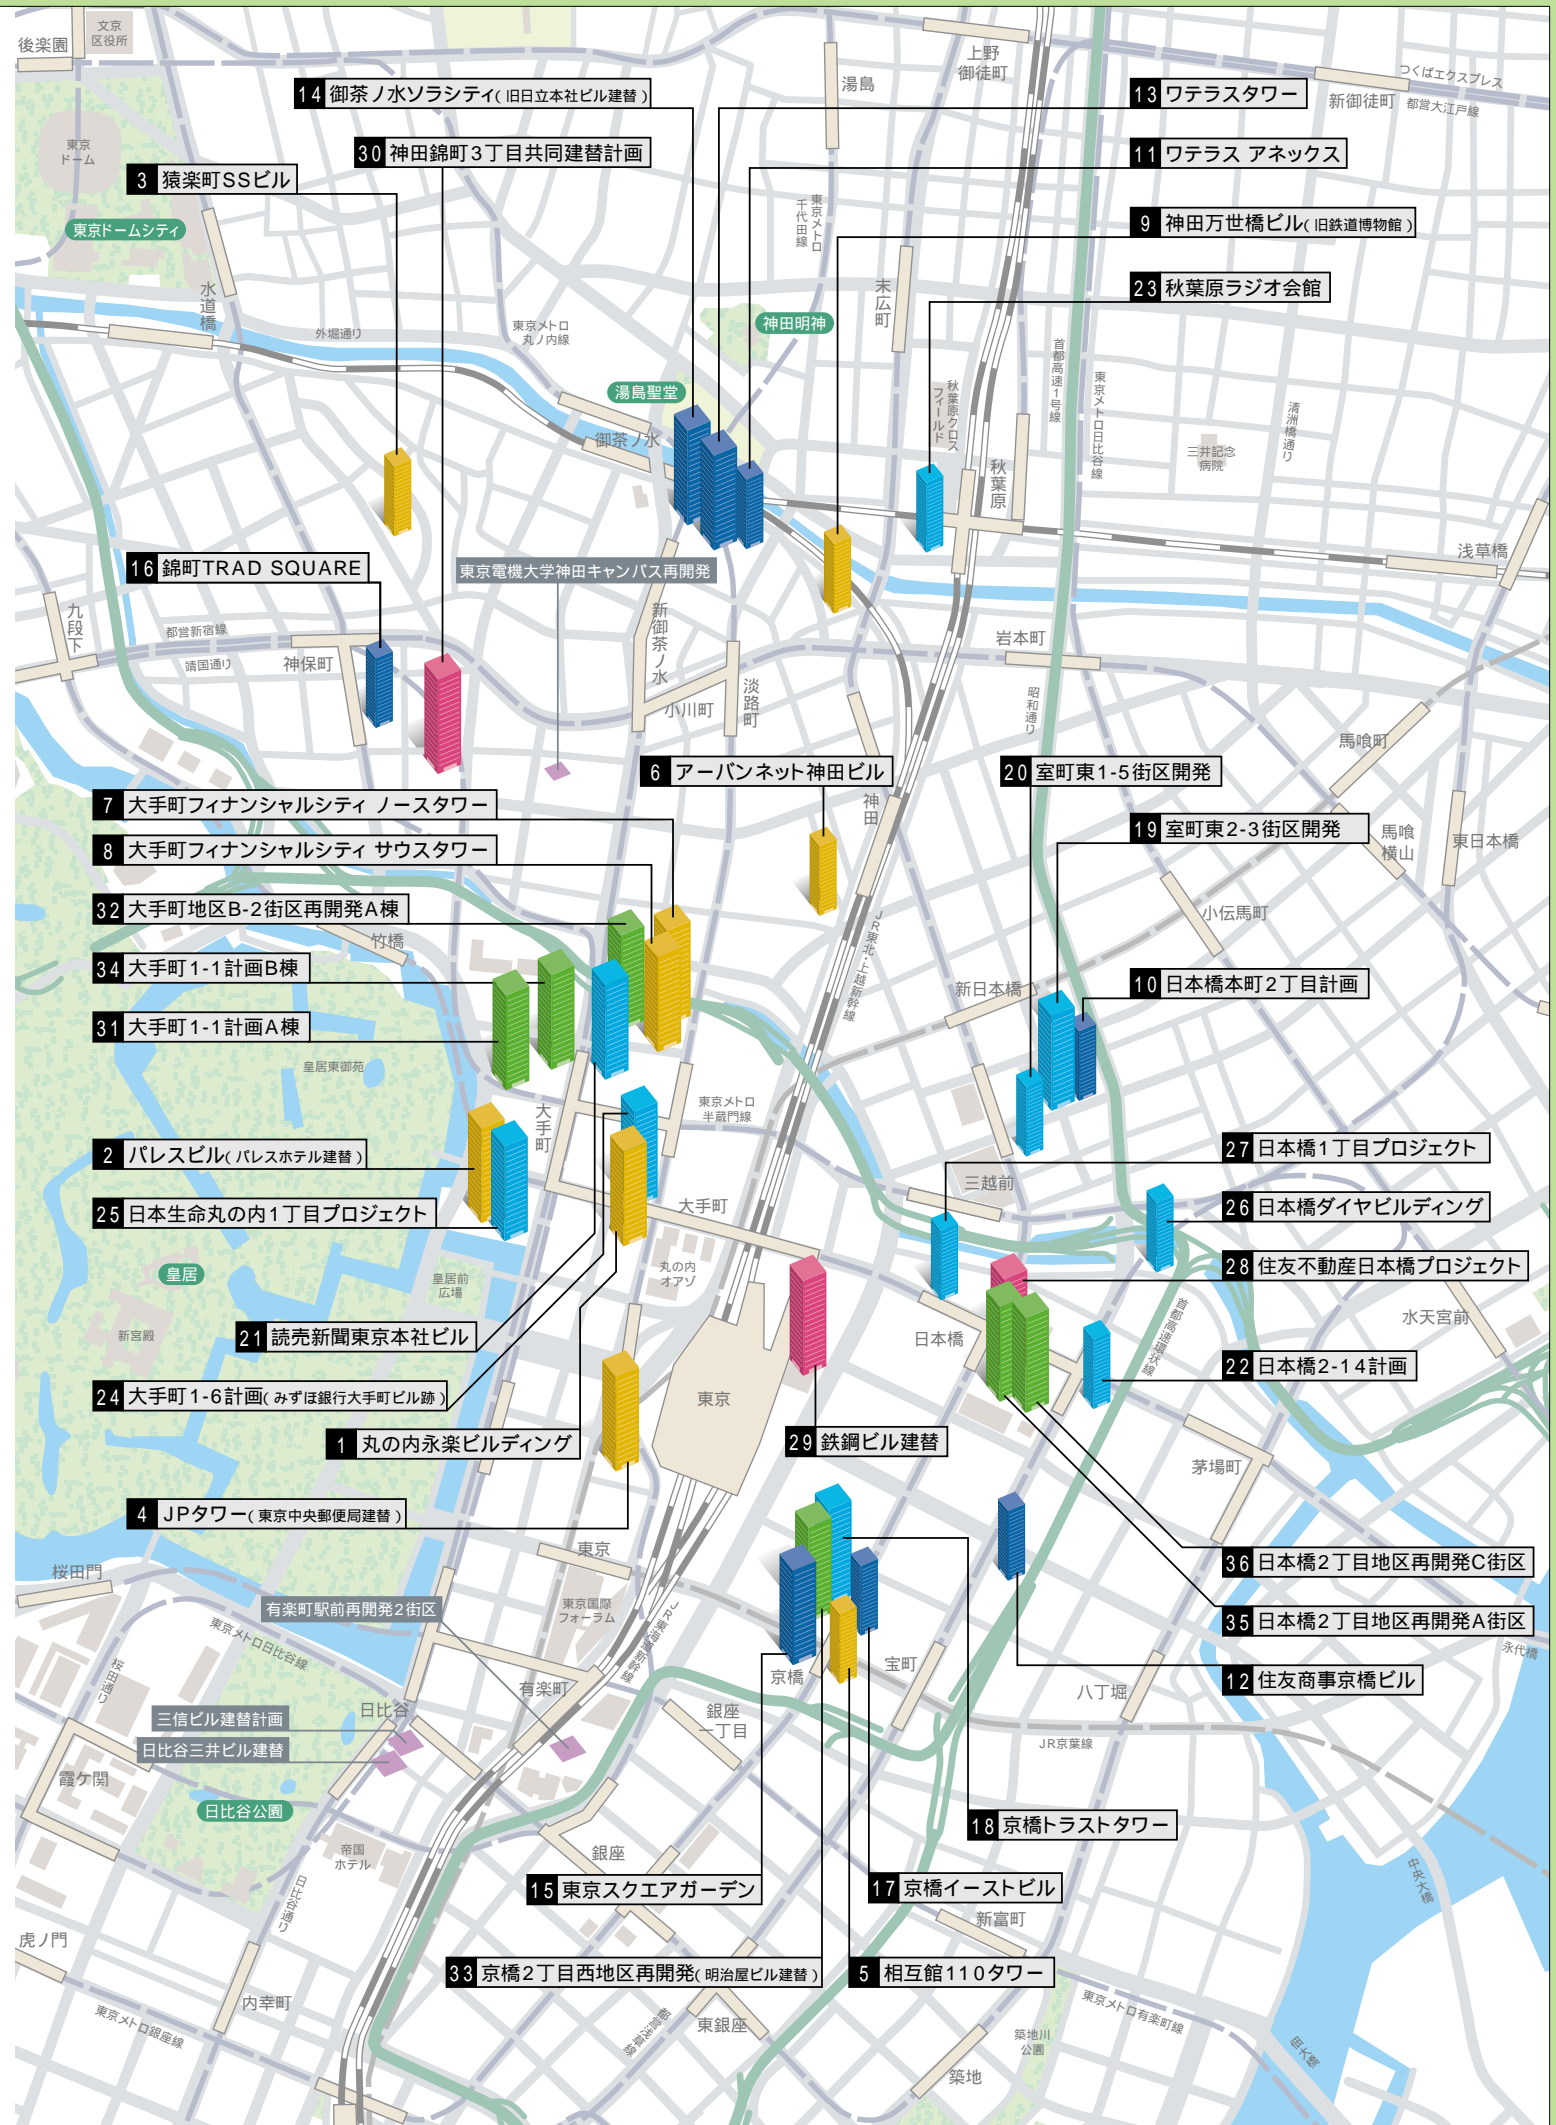 文京
区役所
後楽園
上野
御徒町
つくばエクスプレス
新御徒町
都営大江戸線
湯島
14 御茶ノ水ソラシティ(旧日立本社ビル建替)
13 ワテラスタワー
30 神田錦町3丁目共同建替計画
11 ワテラス アネックス
東京
ドーム
3 猿楽町SSビル
東京メトロ
千代田線
9 神田万世橋ビル(旧鉄道博物館)
東京ドームシティ
23 秋葉原ラジオ会館
水道橋
末広町
外堀通り
東京メトロ
丸ノ内線
神田明神
首都高速1号線
東京メトロ日比谷線
湯島聖堂
秋葉原クロス
フィールド
清洲橋通り
御茶ノ水
三井記念
病院
秋葉原
浅草橋
16 錦町TRAD SQUARE
東京電機大学神田キャンパス再開発
九段下
都営新宿線
靖国通り
神保町
新御茶ノ水
岩本町
小川町
淡路町
昭和通り
馬喰町
6 アーバンネット神田ビル
20 室町東1-5街区開発
7 大手町フィナンシャルシティ ノースタワー
神田
19 室町東2-3街区開発
馬喰
横山
東日本橋
8 大手町フィナンシャルシティ サウスタワー
32 大手町地区B-2街区再開発A棟
小伝馬町
竹橋
JR東北・上越新幹線
34 大手町1-1計画B棟
新日本橋
10 日本橋本町2丁目計画
31 大手町1-1計画A棟
皇居東御苑
大手町
東京メトロ
半蔵門線
2 パレスビル(パレスホテル建替)
27 日本橋1丁目プロジェクト
三越前
25 日本生命丸の内1丁目プロジェクト
大手町
26 日本橋ダイヤビルディング
皇居
皇居前
広場
丸の内
オアゾ
28 住友不動産日本橋プロジェクト
新宮殿
21 読売新聞東京本社ビル
日本橋
首都高速環状線
水天宮前
22 日本橋2-14計画
24 大手町1-6計画(みずほ銀行大手町ビル跡)
東京
1 丸の内永楽ビルディング
29 鉄鋼ビル建替
茅場町
4 JPタワー(東京中央郵便局建替)
東京
36 日本橋2丁目地区再開発C街区
桜田門
有楽町駅前再開発2街区
東京国際
フォーラム
35 日本橋2丁目地区再開発A街区
東京メトロ日比谷線
JR東海道新幹線
永代橋
桜田通り
京橋
宝町
12 住友商事京橋ビル
有楽町
八丁堀
日比谷
銀座
一丁目
三信ビル建替計画
日比谷三井ビル建替
JR京葉線
霞ケ関
日比谷公園
18 京橋トラストタワー
帝国
ホテル
銀座
中央大橋
15 東京スクエアガーデン
17 京橋イーストビル
日比谷通り
新富町
虎ノ門
33 京橋2丁目西地区再開発(明治屋ビル建替)
5 相互館110タワー
内幸町
東京メトロ銀座線
都営浅草線
東銀座
築地川
公園
東京メトロ有楽町線
築地